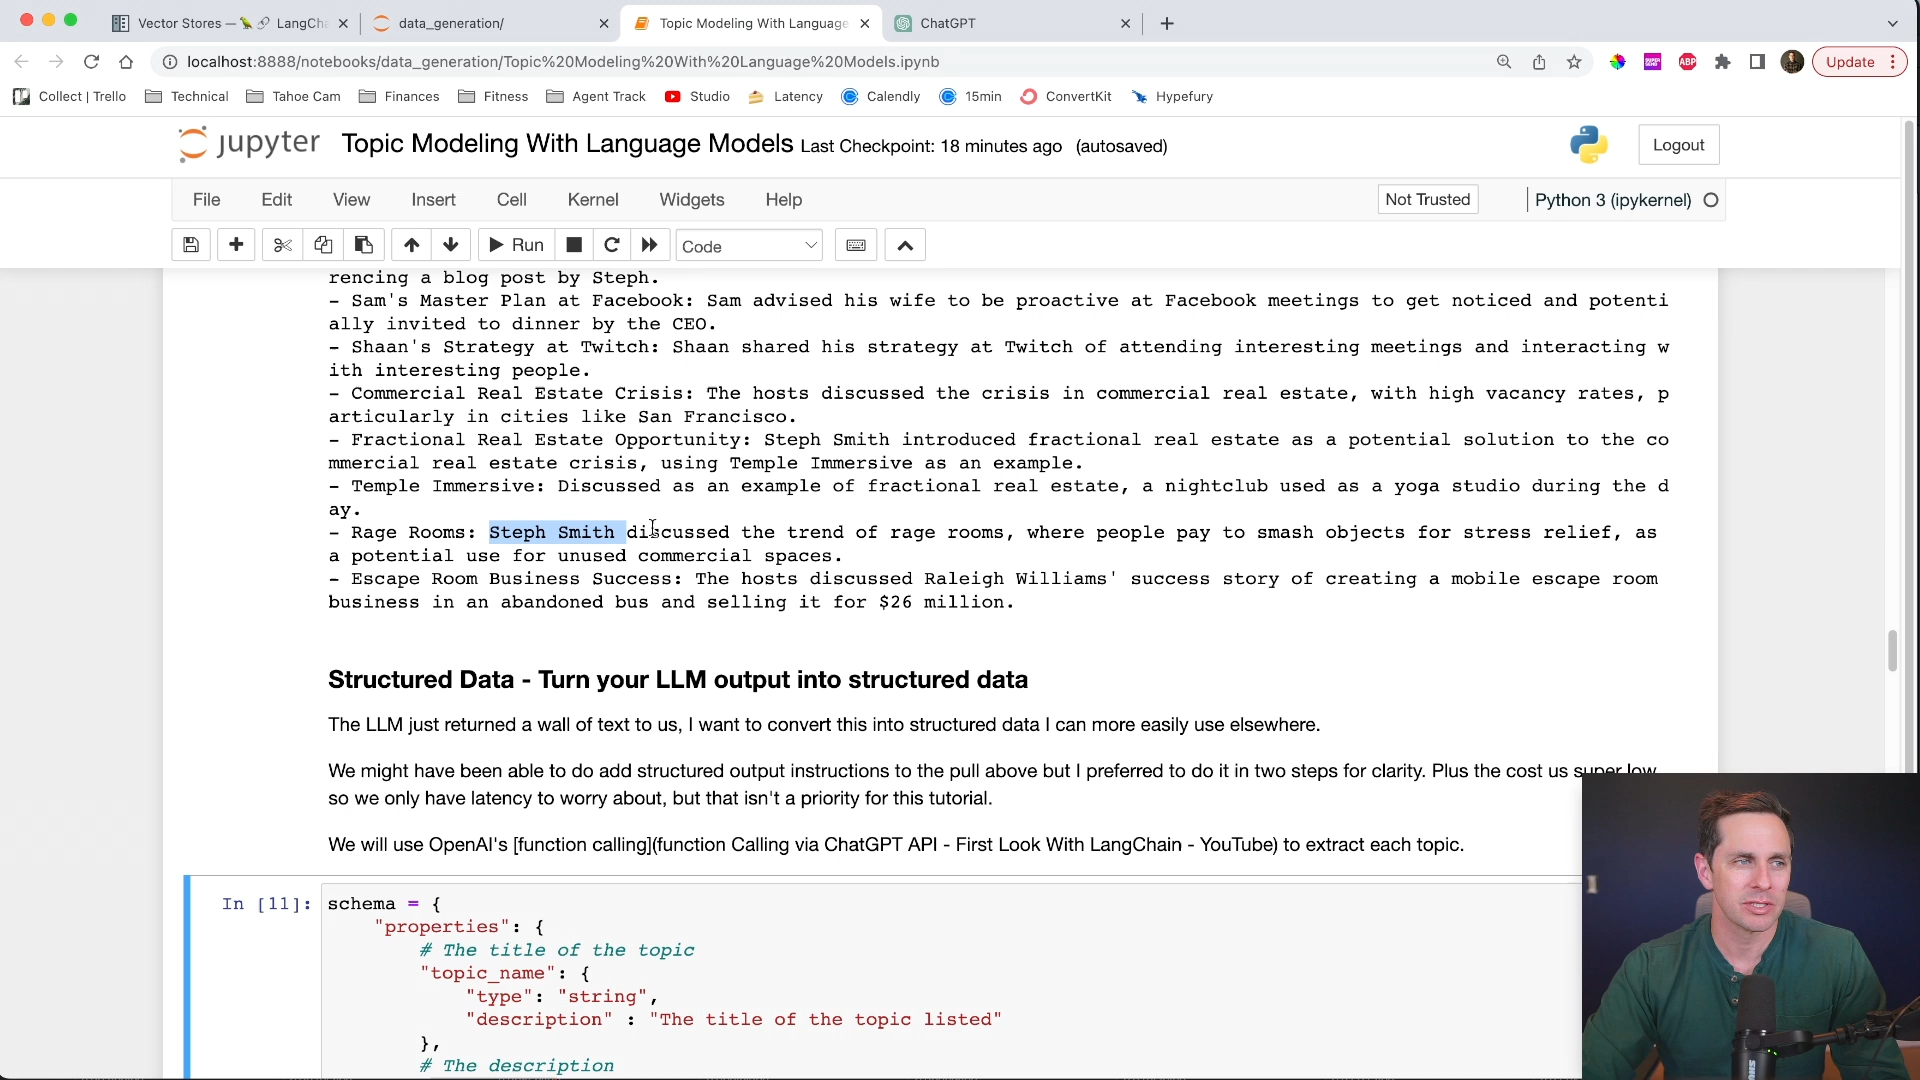 Vector Stores — 🦜🔗 LangCha
data_generation/
Topic Modeling With Language
ChatGPT
localhost:8888/notebooks/data_generation/Topic%20Modeling%20With%20Language%20Models.ipynb
Update
Collect | Trello
Technical
Tahoe Cam
Finances
Fitness
Agent Track
Studio
Latency
Calendly
15min
ConvertKit
Hypefury
jupyter Topic Modeling With Language Models Last Checkpoint: 18 minutes ago (autosaved)
Logout
File Edit View Insert Cell Kernel Widgets Help
Not Trusted
Python 3 (ipykernel)
Run
Code
rencing a blog post by Steph.
- Sam's Master Plan at Facebook: Sam advised his wife to be proactive at Facebook meetings to get noticed and potenti
ally invited to dinner by the CEO.
- Shaan's Strategy at Twitch: Shaan shared his strategy at Twitch of attending interesting meetings and interacting w
ith interesting people.
- Commercial Real Estate Crisis: The hosts discussed the crisis in commercial real estate, with high vacancy rates, p
articularly in cities like San Francisco.
- Fractional Real Estate Opportunity: Steph Smith introduced fractional real estate as a potential solution to the co
mmercial real estate crisis, using Temple Immersive as an example.
- Temple Immersive: Discussed as an example of fractional real estate, a nightclub used as a yoga studio during the d
ay.
- Rage Rooms: Steph Smith discussed the trend of rage rooms, where people pay to smash objects for stress relief, as
a potential use for unused commercial spaces.
- Escape Room Business Success: The hosts discussed Raleigh Williams' success story of creating a mobile escape room
business in an abandoned bus and selling it for $26 million.
Structured Data - Turn your LLM output into structured data
The LLM just returned a wall of text to us, I want to convert this into structured data I can more easily use elsewhere.
We might have been able to do add structured output instructions to the pull above but I preferred to do it in two steps for clarity. Plus the cost us super low
so we only have latency to worry about, but that isn't a priority for this tutorial.
We will use OpenAI's [function calling](function Calling via ChatGPT API - First Look With LangChain - YouTube) to extract each topic.
In [11]: schema = {
"properties": {
# The title of the topic
"topic_name": {
"type": "string",
"description" : "The title of the topic listed"
},
# The description